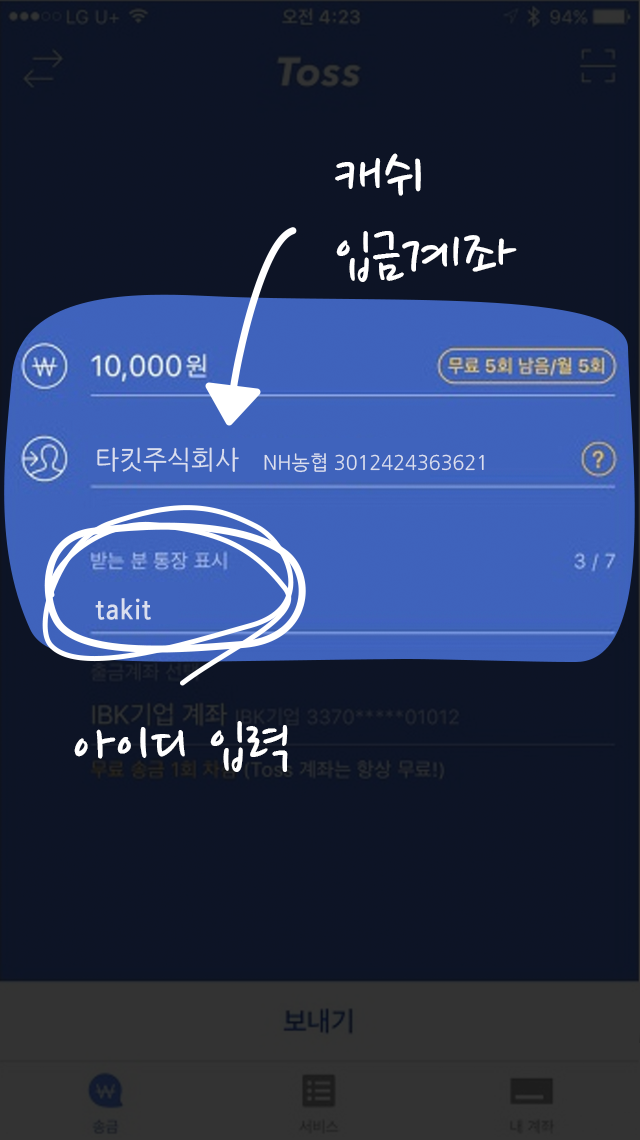 LG U+ 오전 4:23 94%
Toss
캐쉬
입금계좌
10,000원 무료 5회 남음/월 5회
타킷주식회사 NH농협 3012424363621 ?
받는 분 통장 표시 3 / 7
takit
출금계좌 선택
IBK기업 계좌 IBK기업 3370*****01012
아이디 입력
무료 송금 1회 차감 (Toss 계좌는 항상 무료!)
보내기
송금 서비스 내 계좌